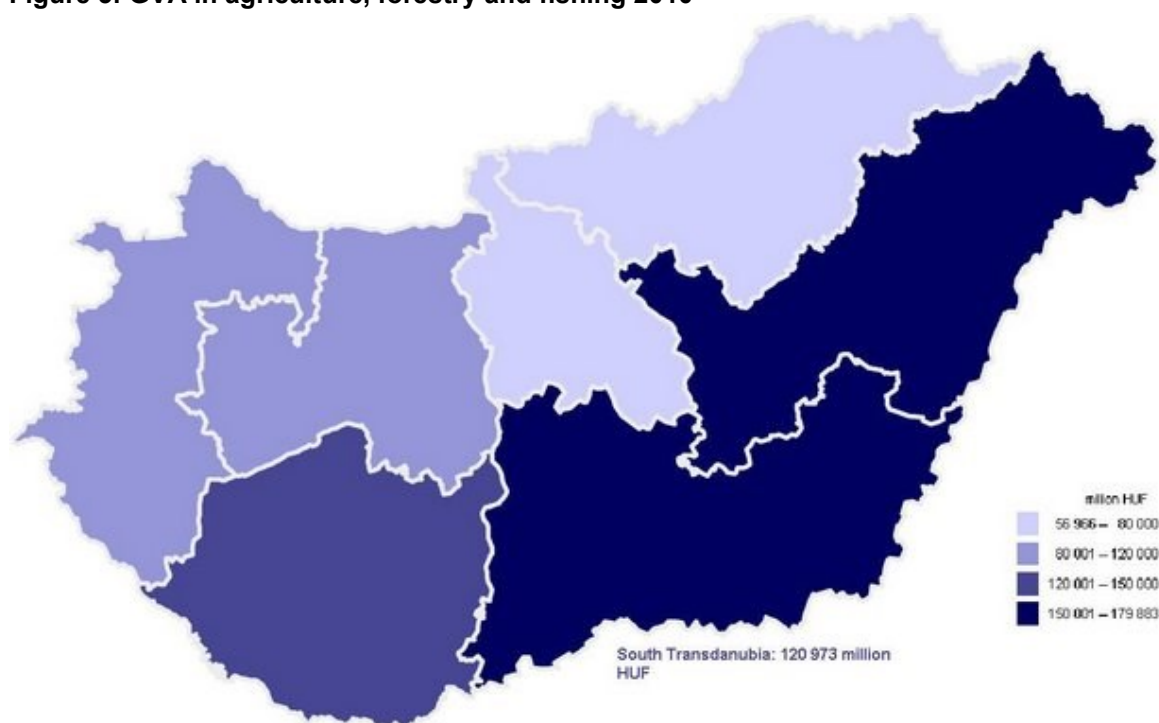 Figure 3. GVA in agriculture, forestry and fishing 2010
million HUF
56 966 – 80 000
80 001 – 120 000
120 001 – 150 000
150 001 – 179 883
South Transdanubia: 120 973 million
HUF